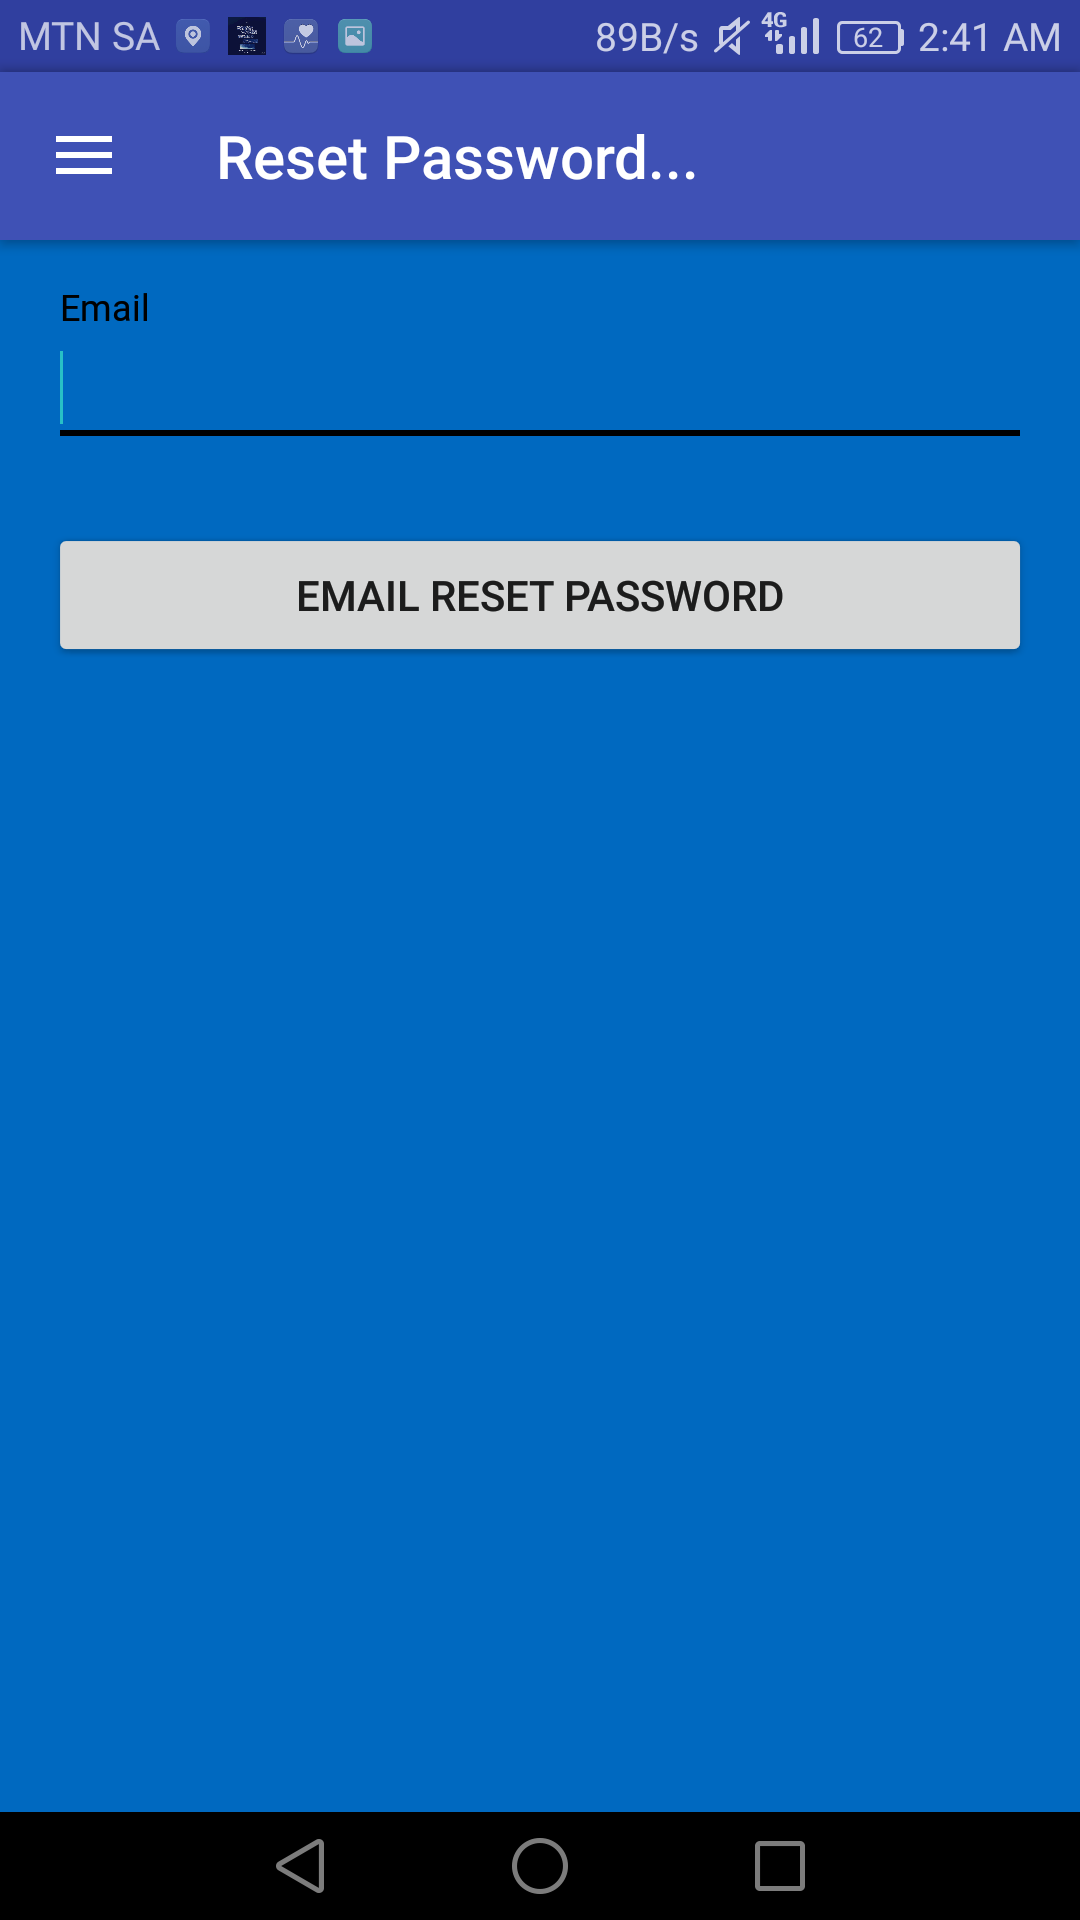 MTN SA 89B/s 4G 62 2:41 AM
Reset Password...
Email
EMAIL RESET PASSWORD